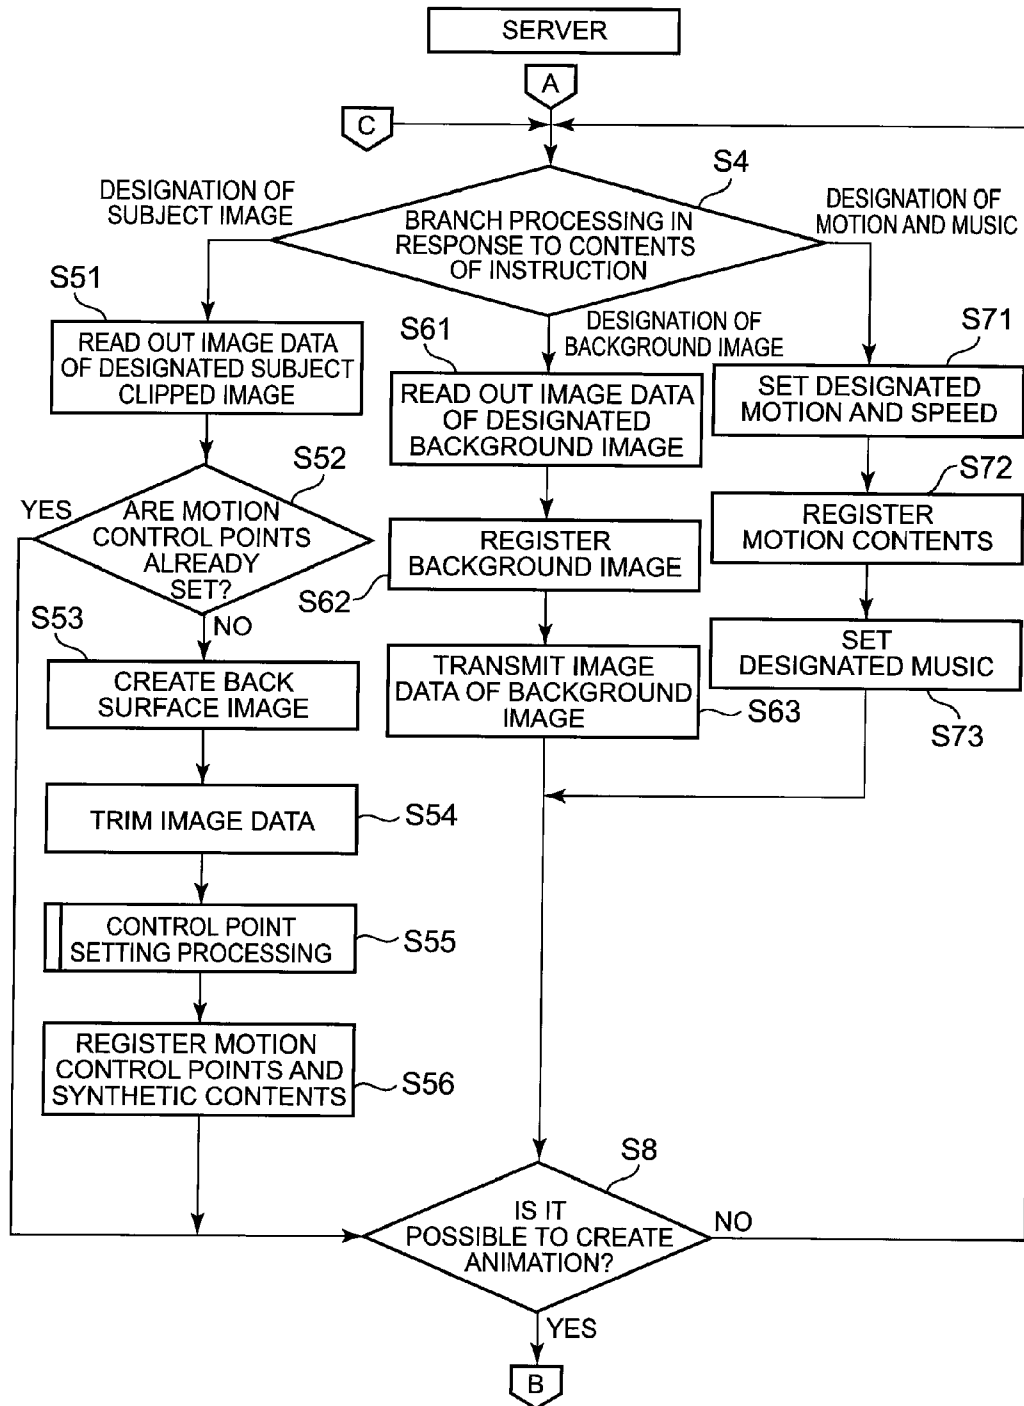 SERVER
A
C
S4
DESIGNATION OF
SUBJECT IMAGE
BRANCH PROCESSING IN
RESPONSE TO CONTENTS
OF INSTRUCTION
DESIGNATION OF
MOTION AND MUSIC
S51
READ OUT IMAGE DATA
OF DESIGNATED SUBJECT
CLIPPED IMAGE
S52
YES
ARE MOTION
CONTROL POINTS
ALREADY
SET?
NO
S53
CREATE BACK
SURFACE IMAGE
TRIM IMAGE DATA
S54
CONTROL POINT
SETTING PROCESSING
S55
REGISTER MOTION
CONTROL POINTS AND
SYNTHETIC CONTENTS
S56
DESIGNATION OF
BACKGROUND IMAGE
S61
READ OUT IMAGE DATA
OF DESIGNATED
BACKGROUND IMAGE
REGISTER
BACKGROUND IMAGE
S62
TRANSMIT IMAGE
DATA OF BACKGROUND
IMAGE
S63
S71
SET DESIGNATED
MOTION AND SPEED
S72
REGISTER
MOTION CONTENTS
SET
DESIGNATED MUSIC
S73
S8
IS IT
POSSIBLE TO CREATE
ANIMATION?
NO
YES
B